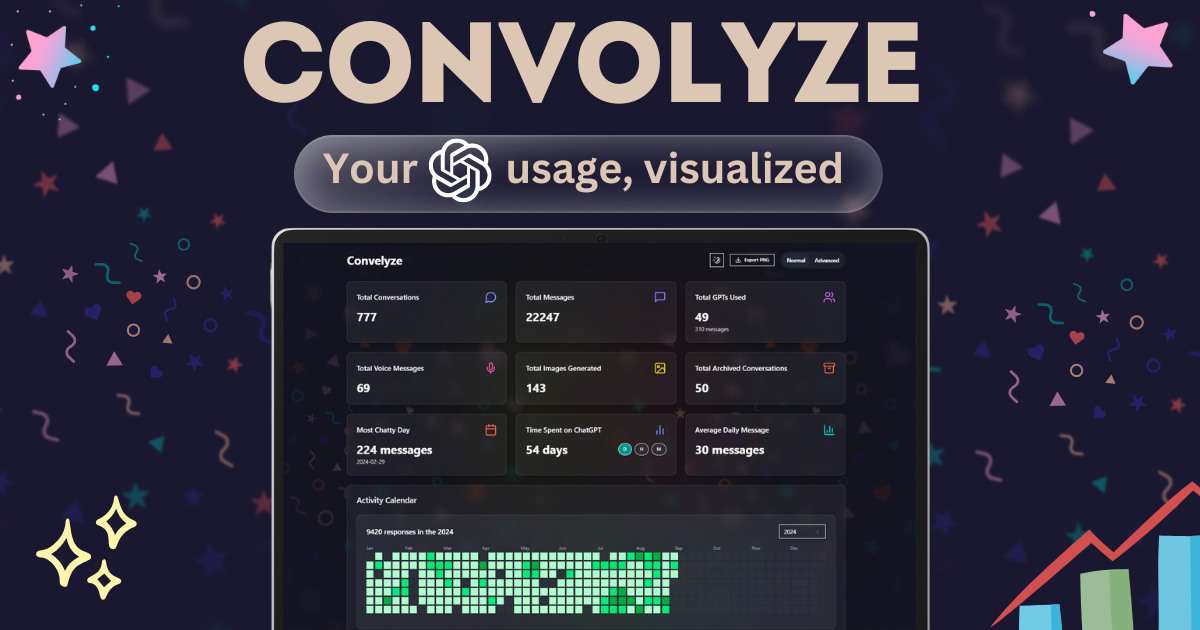 CONVOLYZE
Your usage, visualized
Convelyze
Export PNG Normal Advanced
Total Conversations
777
Total Messages
22247
Total GPTs Used
49
310 messages
Total Voice Messages
69
Total Images Generated
143
Total Archived Conversations
50
Most Chatty Day
224 messages
2024-02-29
Time Spent on ChatGPT
54 days
D H M
Average Daily Message
30 messages
Activity Calendar
9420 responses in the 2024
2024
Jan Feb Mar Apr May Jun Jul Aug Sep Oct Nov Dec